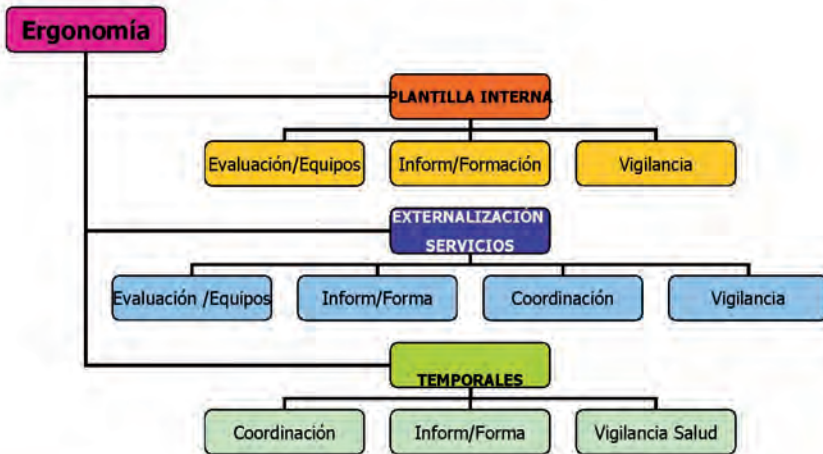 Ergonomía
PLANTILLA INTERNA
Evaluación/Equipos
Inform/Formación
Vigilancia
EXTERNALIZACIÓN
SERVICIOS
Evaluación /Equipos
Inform/Forma
Coordinación
Vigilancia
TEMPORALES
Coordinación
Inform/Forma
Vigilancia Salud